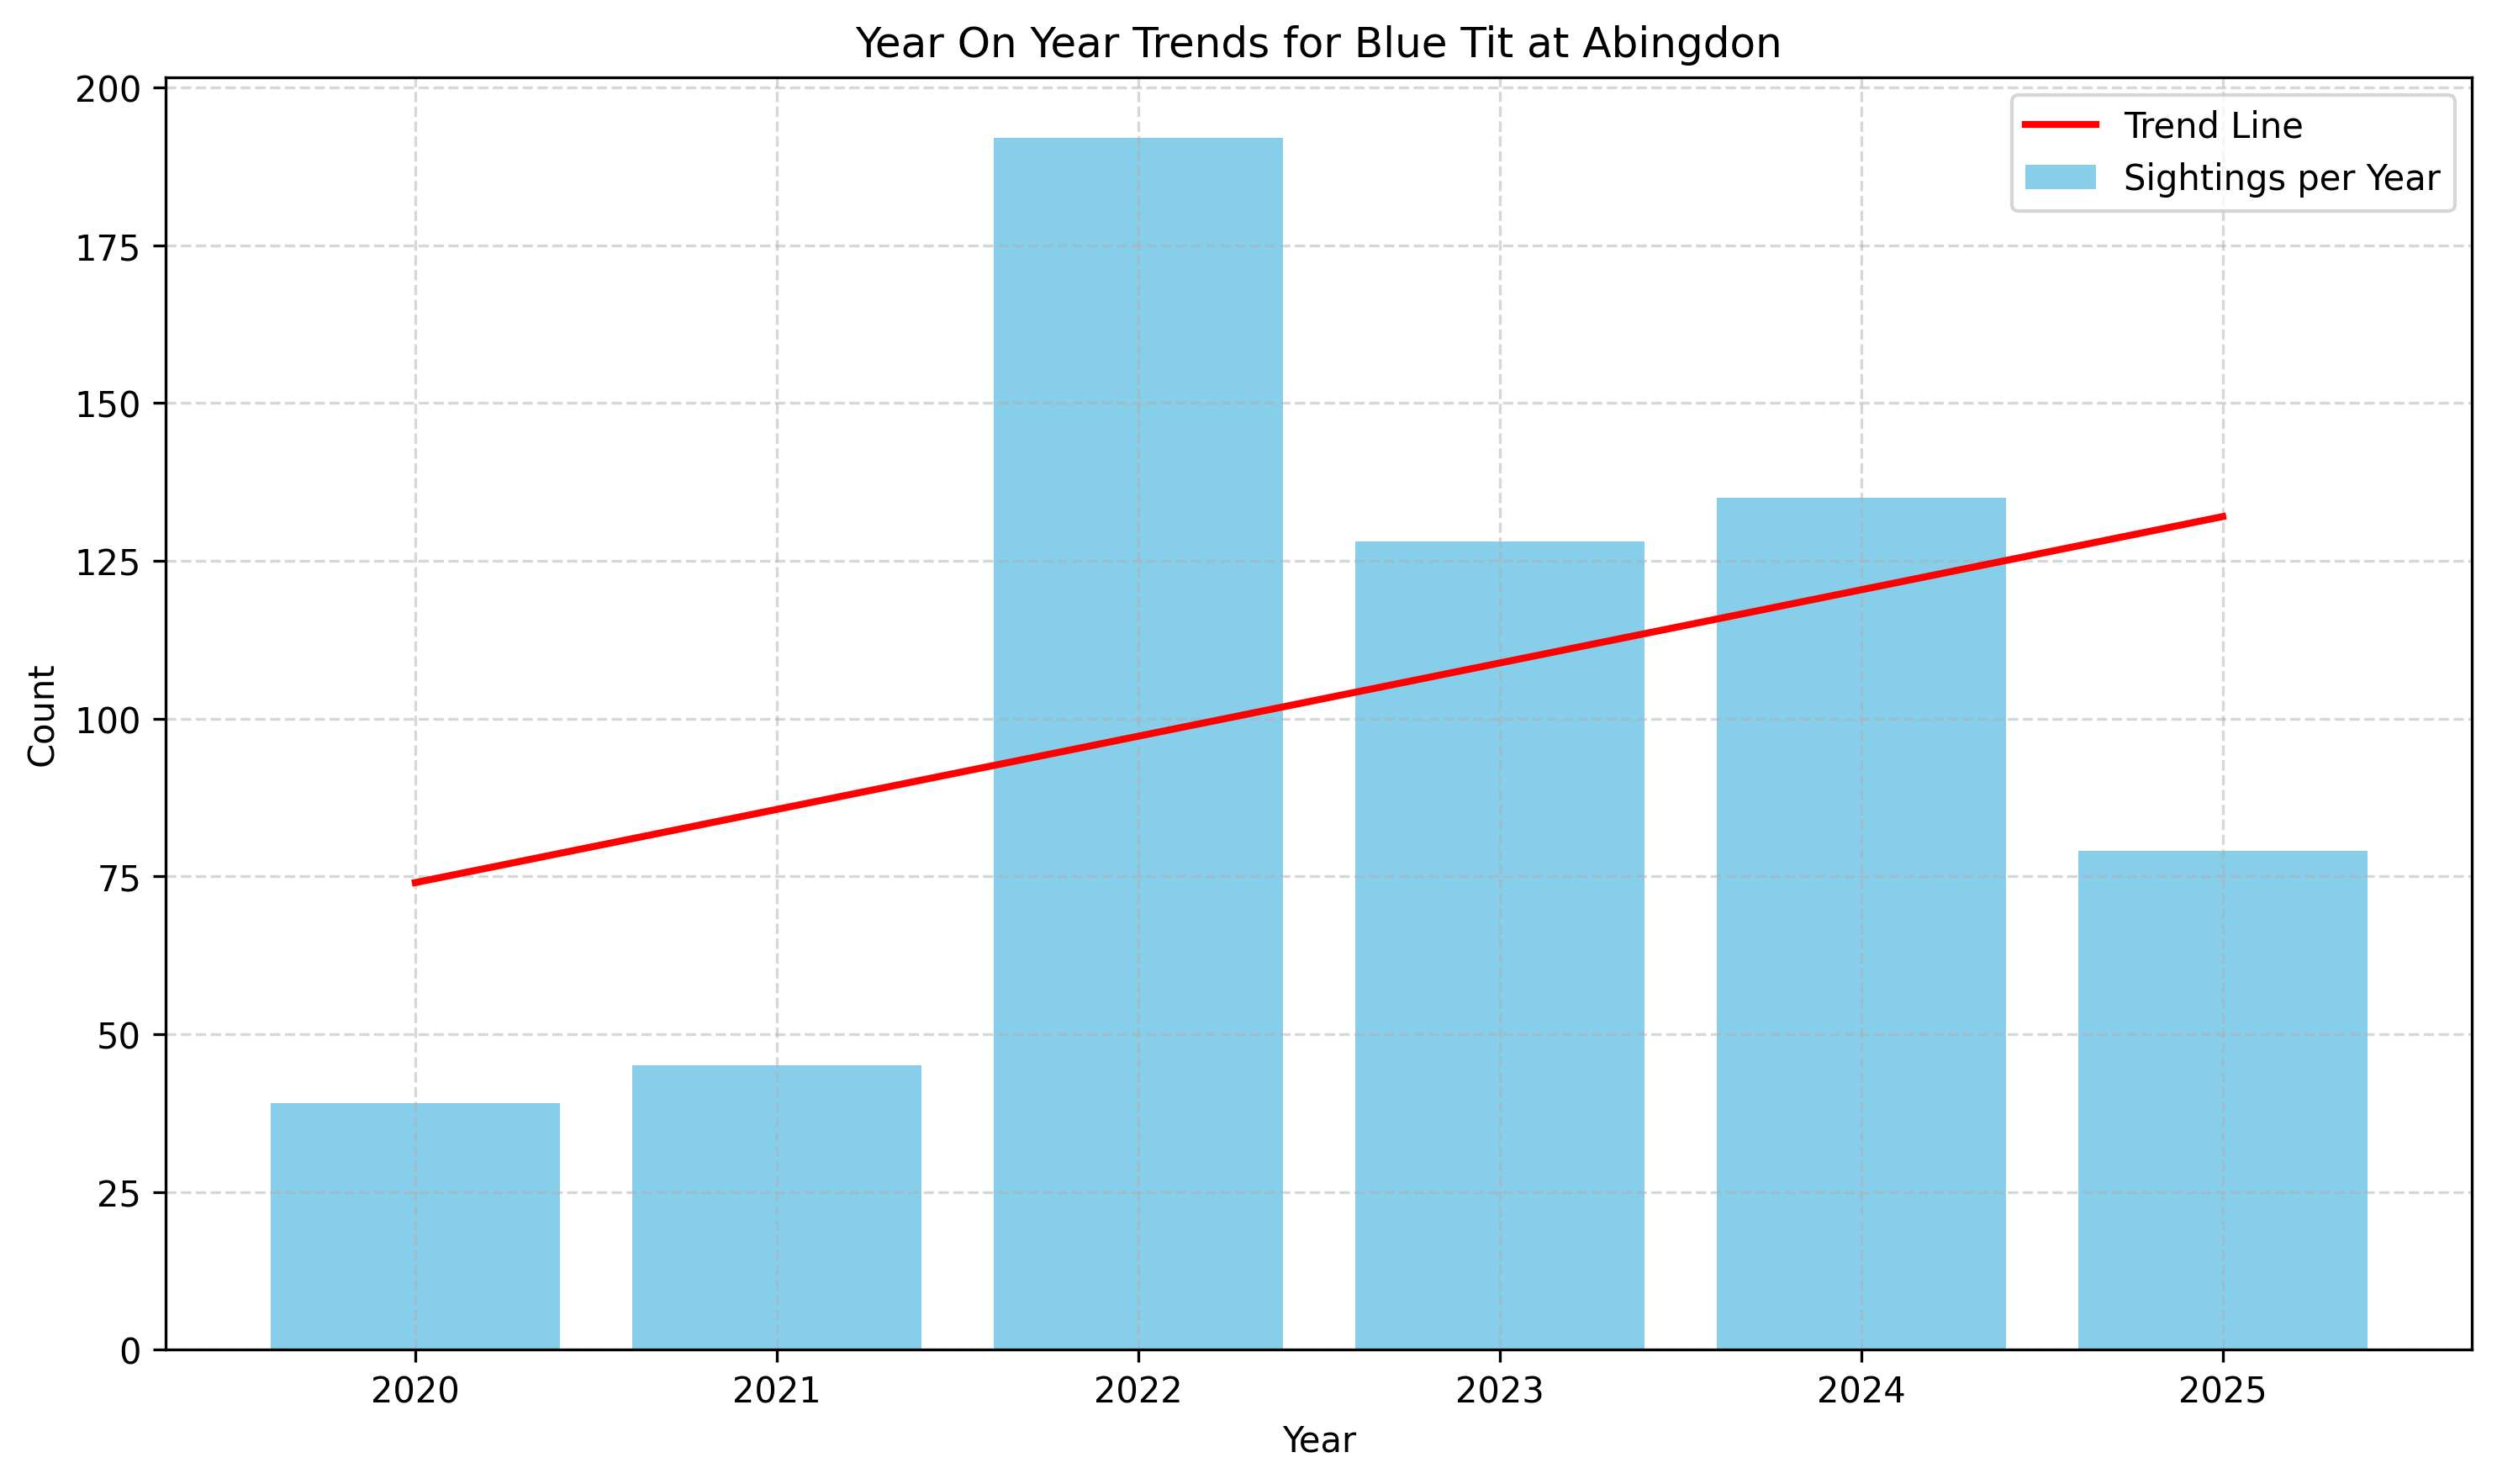 Year On Year Trends for Blue Tit at Abingdon
200
175
150
125
100
75
50
25
0
Count
Trend Line
Sightings per Year
2020 2021 2022 2023 2024 2025
Year